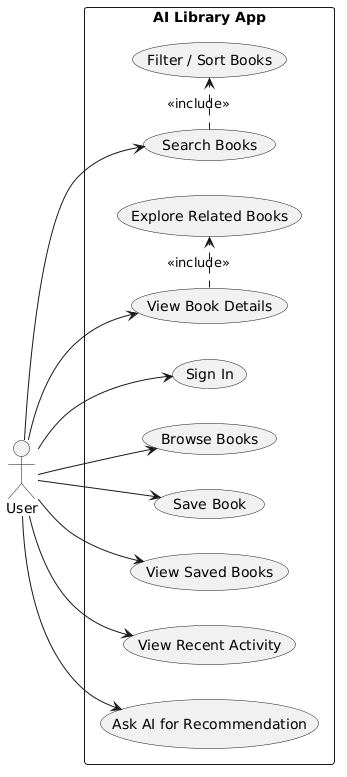 AI Library App
Filter / Sort Books
«include»
Search Books
Explore Related Books
«include»
View Book Details
Sign In
Browse Books
Save Book
User
View Saved Books
View Recent Activity
Ask AI for Recommendation